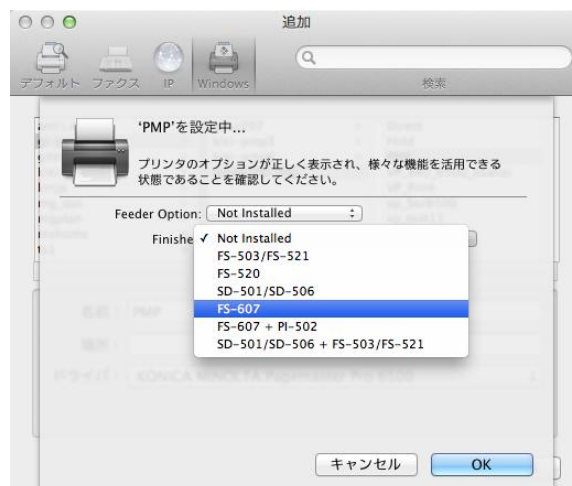 追加
デフォルト ファクス IP Windows
検索
'PMP'を設定中...
プリンタのオプションが正しく表示され、様々な機能を活用できる
状態であることを確認してください。
Feeder Option: Not Installed
Finishe
✓ Not Installed
FS-503/FS-521
FS-520
SD-501/SD-506
FS-607
FS-607 + PI-502
SD-501/SD-506 + FS-503/FS-521
名前: PMP
場所:
ドライバ: KONICA MINOLTA Pagemaster Pro 6500
キャンセル OK